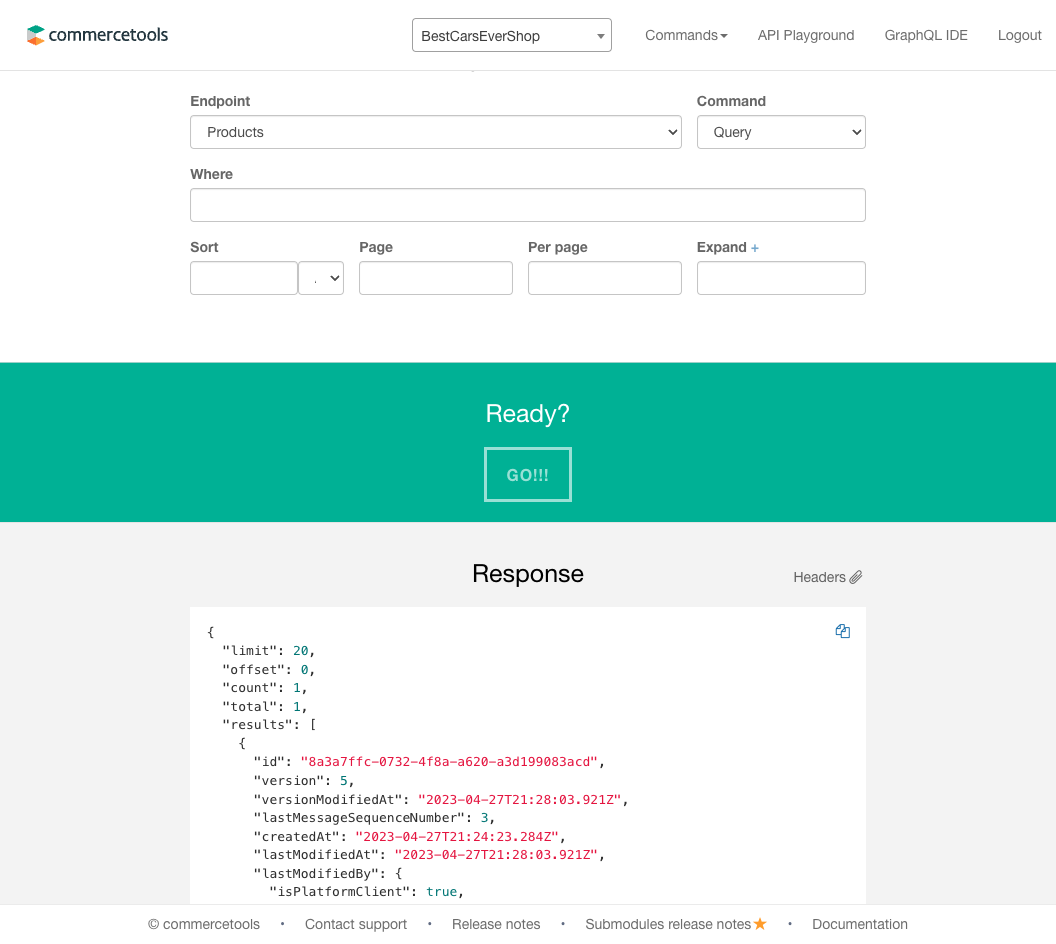 commercetools
BestCarsEverShop
Commands
API Playground
GraphQL IDE
Logout
Endpoint
Command
Products
Query
Where
Sort
Page
Per page
Expand +
.
Ready?
GO!!!
Response
Headers
{
"limit": 20,
"offset": 0,
"count": 1,
"total": 1,
"results": [
{
"id": "8a3a7ffc-0732-4f8a-a620-a3d199083acd",
"version": 5,
"versionModifiedAt": "2023-04-27T21:28:03.921Z",
"lastMessageSequenceNumber": 3,
"createdAt": "2023-04-27T21:24:23.284Z",
"lastModifiedAt": "2023-04-27T21:28:03.921Z",
"lastModifiedBy": {
"isPlatformClient": true,
© commercetools • Contact support • Release notes • Submodules release notes • Documentation